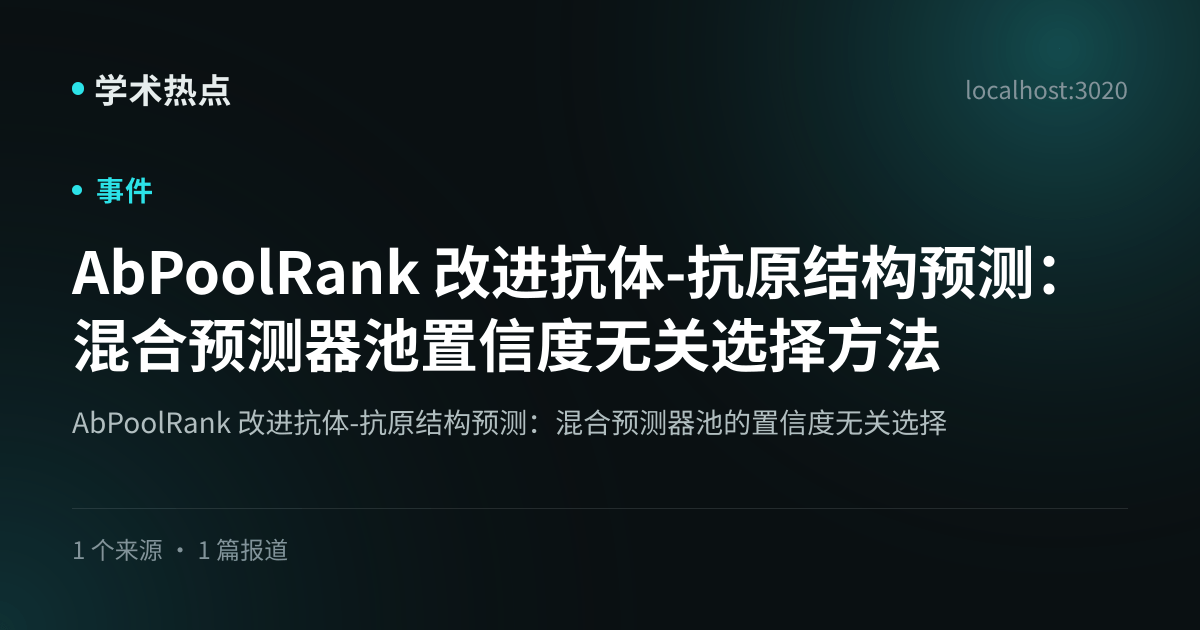 学术热点
localhost:3020
事件
AbPoolRank 改进抗体-抗原结构预测：
混合预测器池置信度无关选择方法
AbPoolRank 改进抗体-抗原结构预测：混合预测器池的置信度无关选择
1 个来源 · 1 篇报道